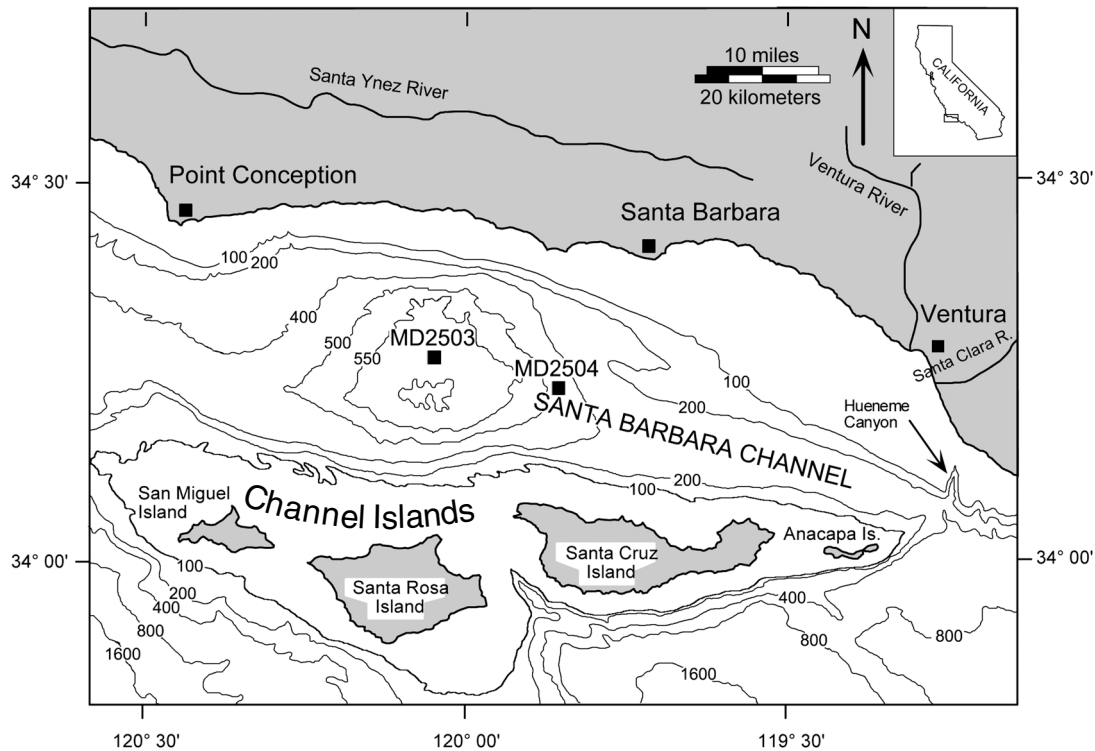 N
10 miles
20 kilometers
CALIFORNIA
Santa Ynez River
Ventura River
34° 30'
34° 30'
Point Conception
Santa Barbara
100
200
400
500
550
MD2503
MD2504
Ventura
Santa Clara R.
100
200
SANTA BARBARA CHANNEL
Hueneme
Canyon
200
100
San Miguel
Island
Channel Islands
Santa Rosa
Island
Santa Cruz
Island
Anacapa Is.
34° 00'
34° 00'
100
200
400
800
1600
400
800
800
1600
120° 30'
120° 00'
119° 30'